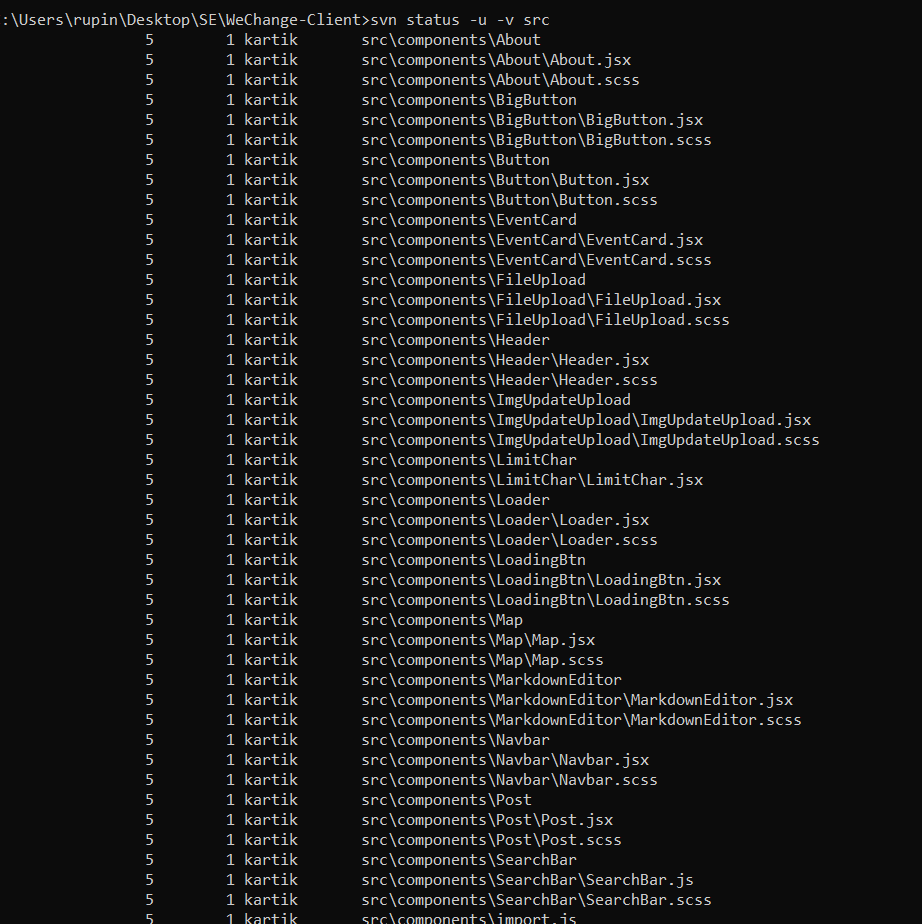 :\Users\rupin\Desktop\SE\WeChange-Client>svn status -u -v src
5 1 kartik src\components\About
5 1 kartik src\components\About\About.jsx
5 1 kartik src\components\About\About.scss
5 1 kartik src\components\BigButton
5 1 kartik src\components\BigButton\BigButton.jsx
5 1 kartik src\components\BigButton\BigButton.scss
5 1 kartik src\components\Button
5 1 kartik src\components\Button\Button.jsx
5 1 kartik src\components\Button\Button.scss
5 1 kartik src\components\EventCard
5 1 kartik src\components\EventCard\EventCard.jsx
5 1 kartik src\components\EventCard\EventCard.scss
5 1 kartik src\components\FileUpload
5 1 kartik src\components\FileUpload\FileUpload.jsx
5 1 kartik src\components\FileUpload\FileUpload.scss
5 1 kartik src\components\Header
5 1 kartik src\components\Header\Header.jsx
5 1 kartik src\components\Header\Header.scss
5 1 kartik src\components\ImgUpdateUpload
5 1 kartik src\components\ImgUpdateUpload\ImgUpdateUpload.jsx
5 1 kartik src\components\ImgUpdateUpload\ImgUpdateUpload.scss
5 1 kartik src\components\LimitChar
5 1 kartik src\components\LimitChar\LimitChar.jsx
5 1 kartik src\components\Loader
5 1 kartik src\components\Loader\Loader.jsx
5 1 kartik src\components\Loader\Loader.scss
5 1 kartik src\components\LoadingBtn
5 1 kartik src\components\LoadingBtn\LoadingBtn.jsx
5 1 kartik src\components\LoadingBtn\LoadingBtn.scss
5 1 kartik src\components\Map
5 1 kartik src\components\Map\Map.jsx
5 1 kartik src\components\Map\Map.scss
5 1 kartik src\components\MarkdownEditor
5 1 kartik src\components\MarkdownEditor\MarkdownEditor.jsx
5 1 kartik src\components\MarkdownEditor\MarkdownEditor.scss
5 1 kartik src\components\Navbar
5 1 kartik src\components\Navbar\Navbar.jsx
5 1 kartik src\components\Navbar\Navbar.scss
5 1 kartik src\components\Post
5 1 kartik src\components\Post\Post.jsx
5 1 kartik src\components\Post\Post.scss
5 1 kartik src\components\SearchBar
5 1 kartik src\components\SearchBar\SearchBar.js
5 1 kartik src\components\SearchBar\SearchBar.scss
5 1 kartik src\components\import.js